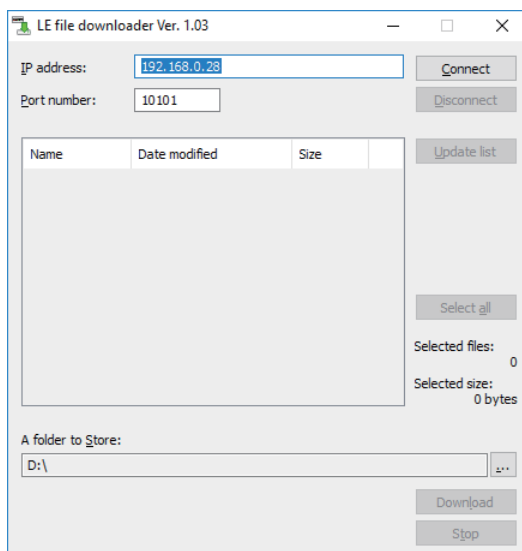 LE file downloader Ver. 1.03
IP address: 192.168.0.28 Connect
Port number: 10101 Disconnect
Name Date modified Size Update list
Select all
Selected files:
0
Selected size:
0 bytes
A folder to Store:
D:\ ...
Download
Stop